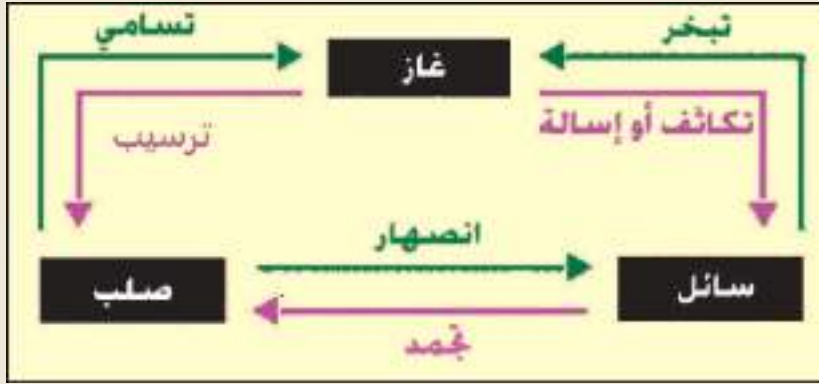 تبخر
تسامي
غاز
تكاثف أو إسالة
ترسيب
انصهار
سائل
صلب
تجمد